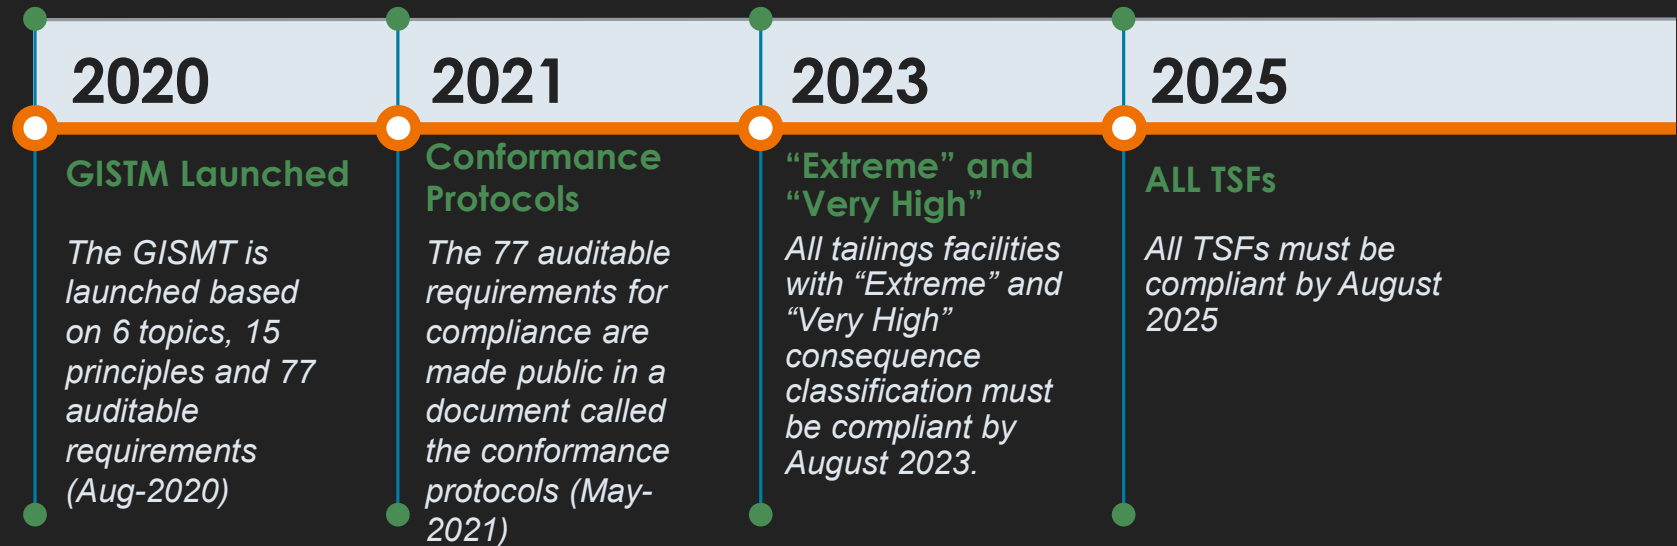 2020
GISTM Launched
The GISMT is
launched based
on 6 topics, 15
principles and 77
auditable
requirements
(Aug-2020)
2021
Conformance
Protocols
The 77 auditable
requirements for
compliance are
made public in a
document called
the conformance
protocols (May-
2021)
2023
“Extreme” and
“Very High”
All tailings facilities
with “Extreme” and
“Very High”
consequence
classification must
be compliant by
August 2023.
2025
ALL TSFs
All TSFs must be
compliant by August
2025